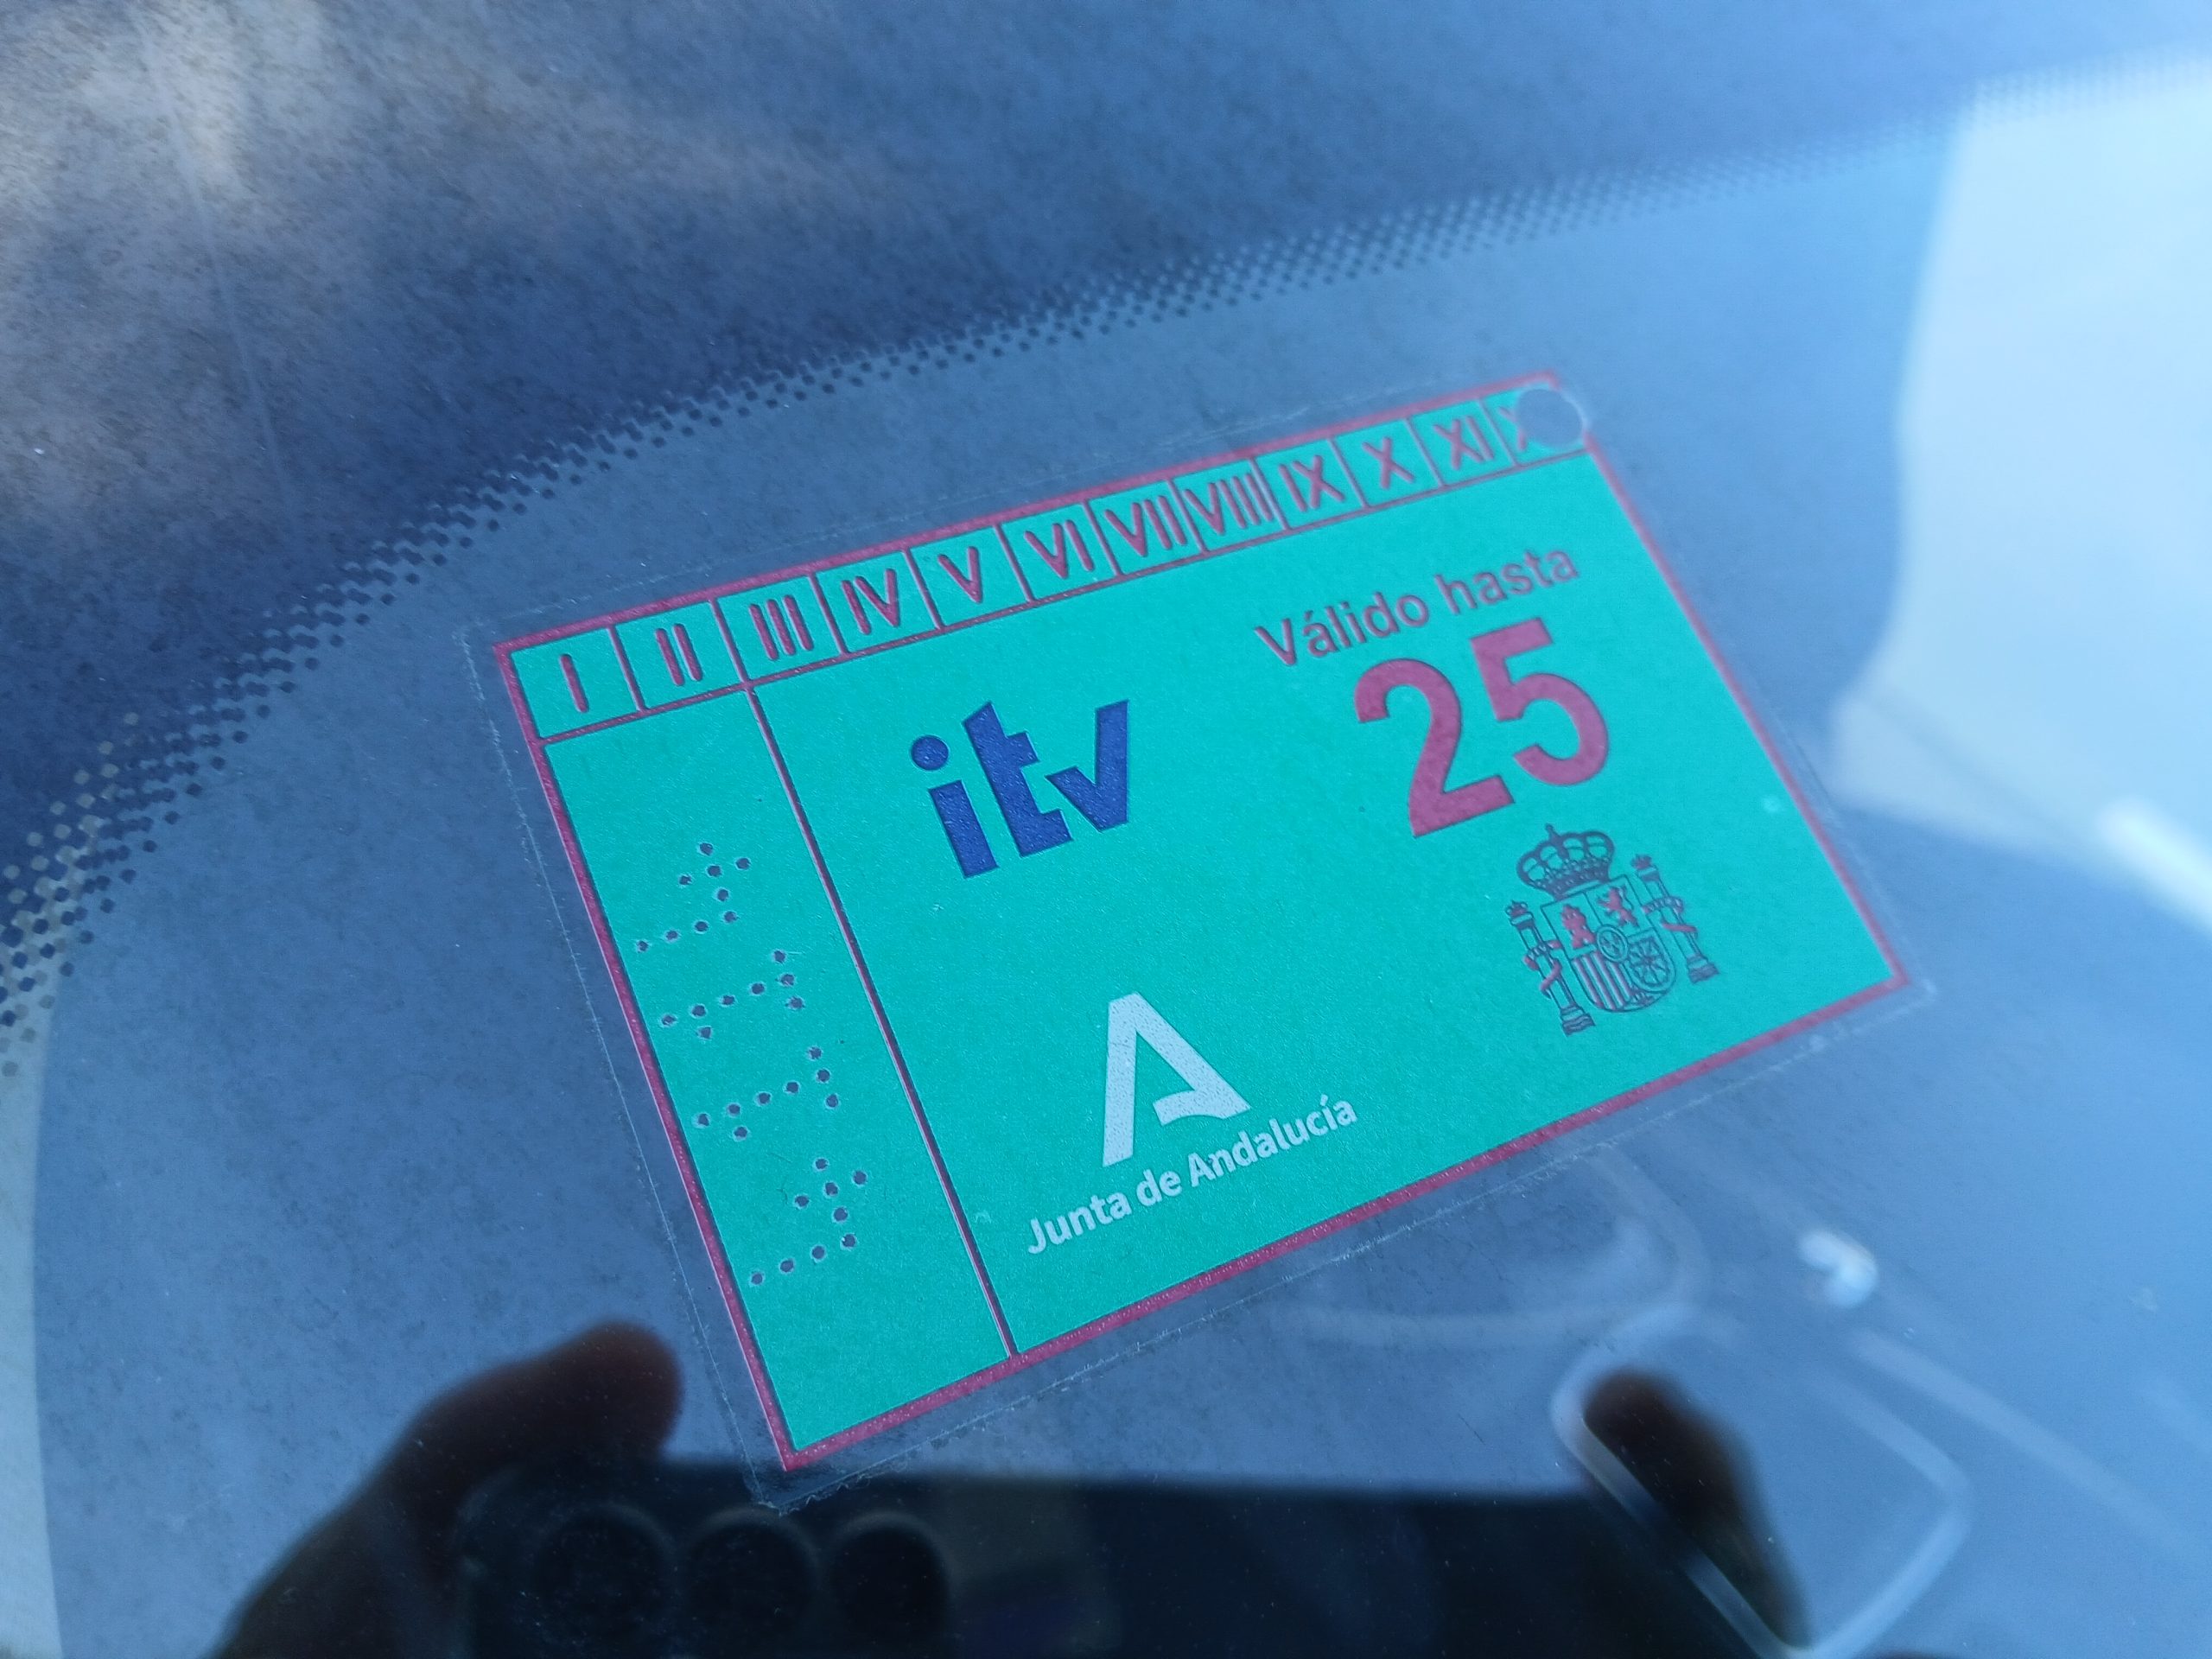 I II III IV V VI VII VIII IX X XI
Válido hasta
25
itv
Junta de Andalucía